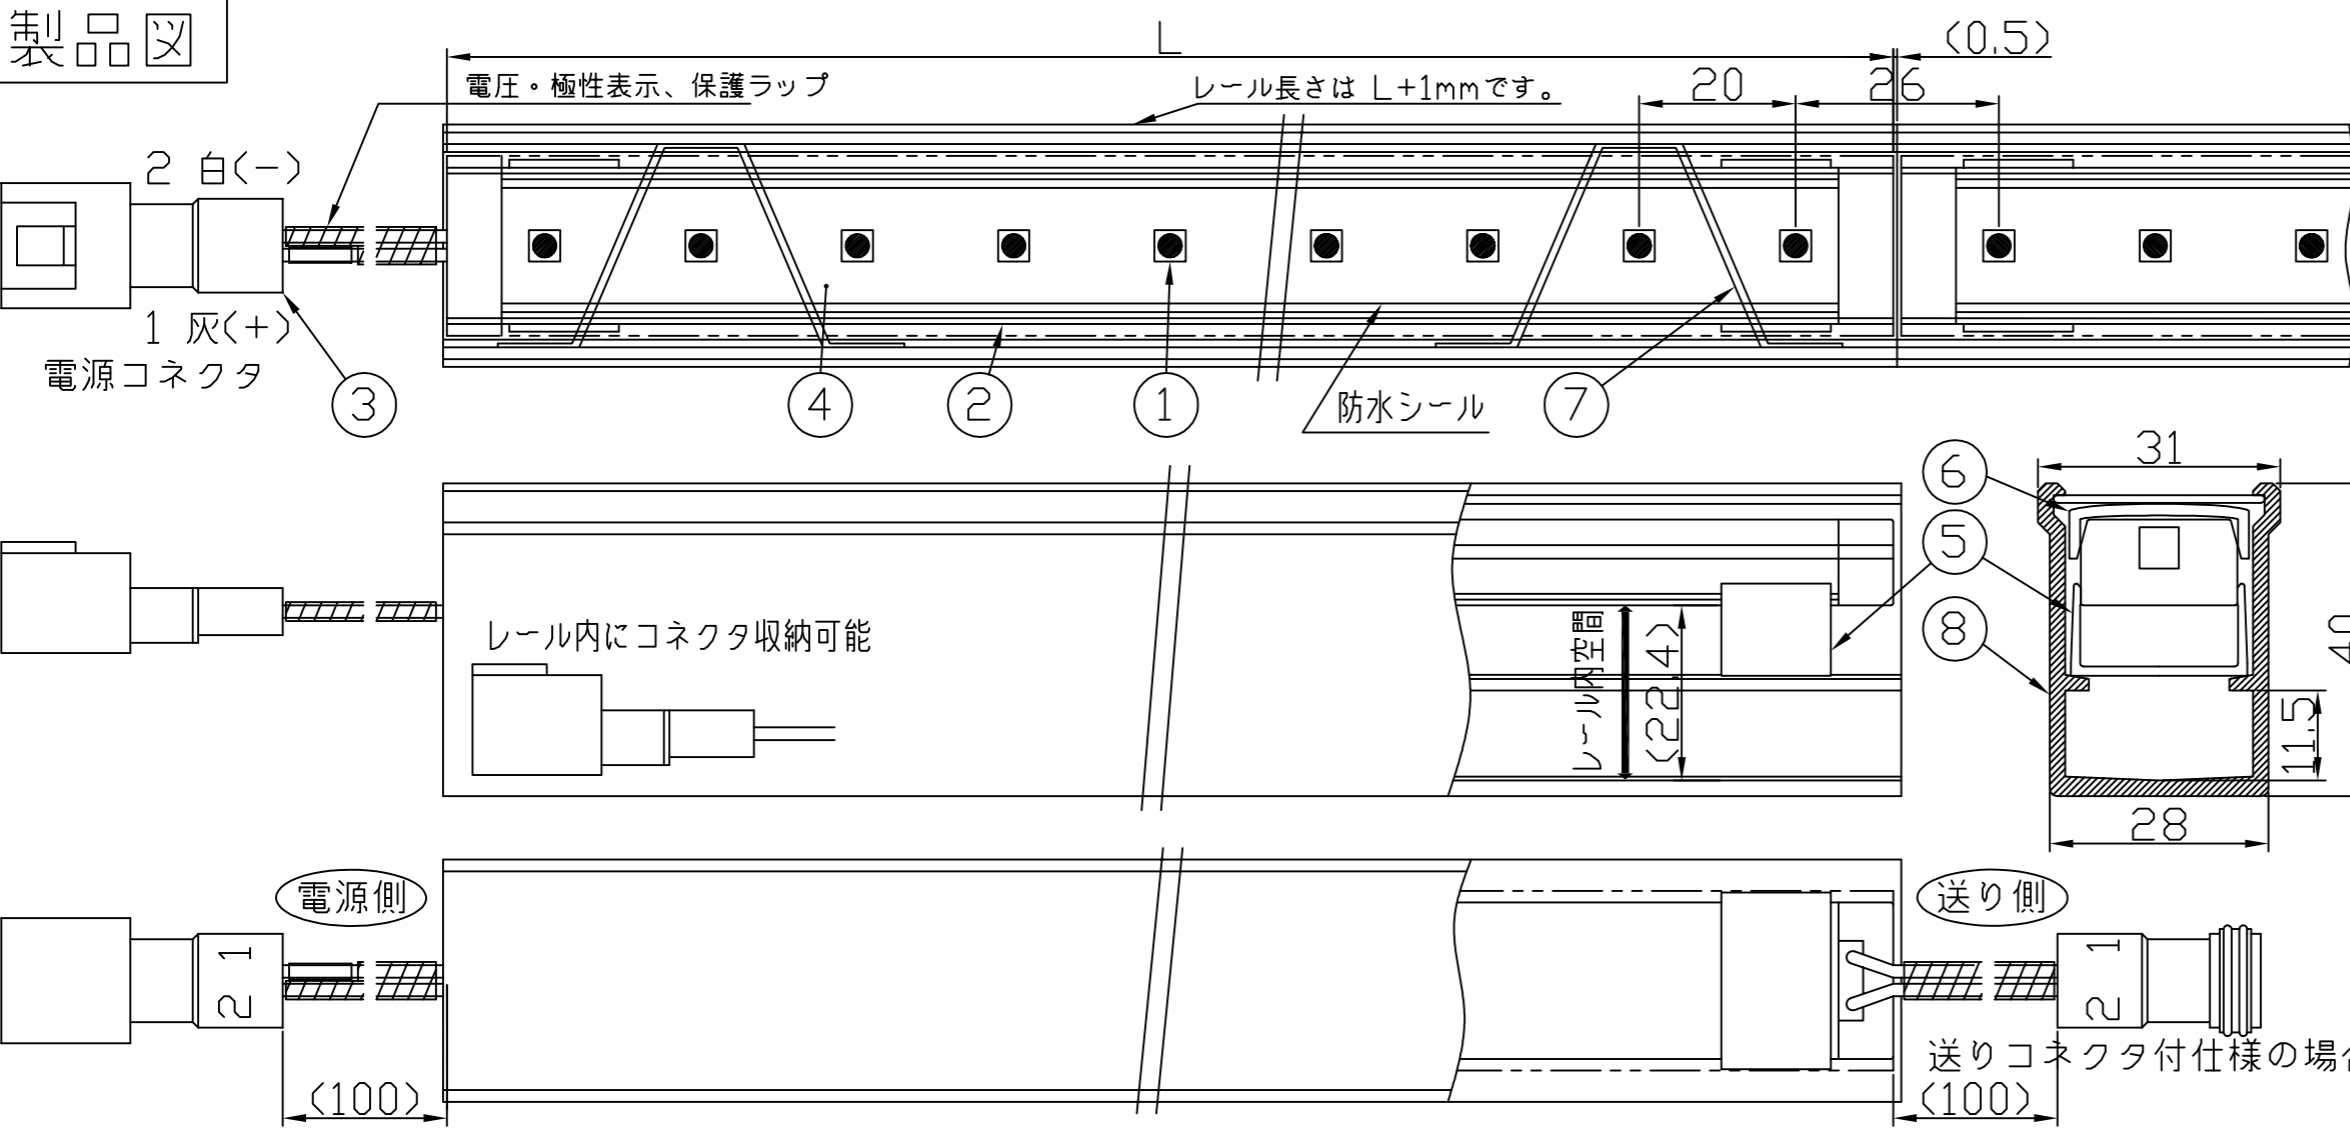 製品図
L
(0.5)
電圧・極性表示、保護ラップ
レール長さは L+1mmです。
20
26
2 白(-)
1 灰(+)
電源コネクタ
3
4
2
1
防水シール
7
6
31
5
8
レール内にコネクタ収納可能
レール内空間
(22.4)
40
11.5
28
電源側
送り側
2 1
2 1
送りコネクタ付仕様の場合
(100)
(100)